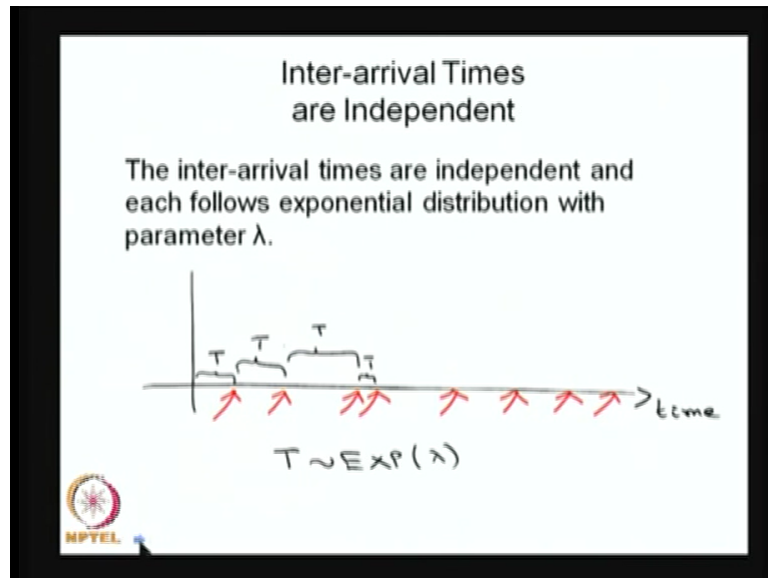 Inter-arrival Times
are Independent
The inter-arrival times are independent and
each follows exponential distribution with
parameter λ.
T T T T
time
T ~ EXP(λ)
NPTEL